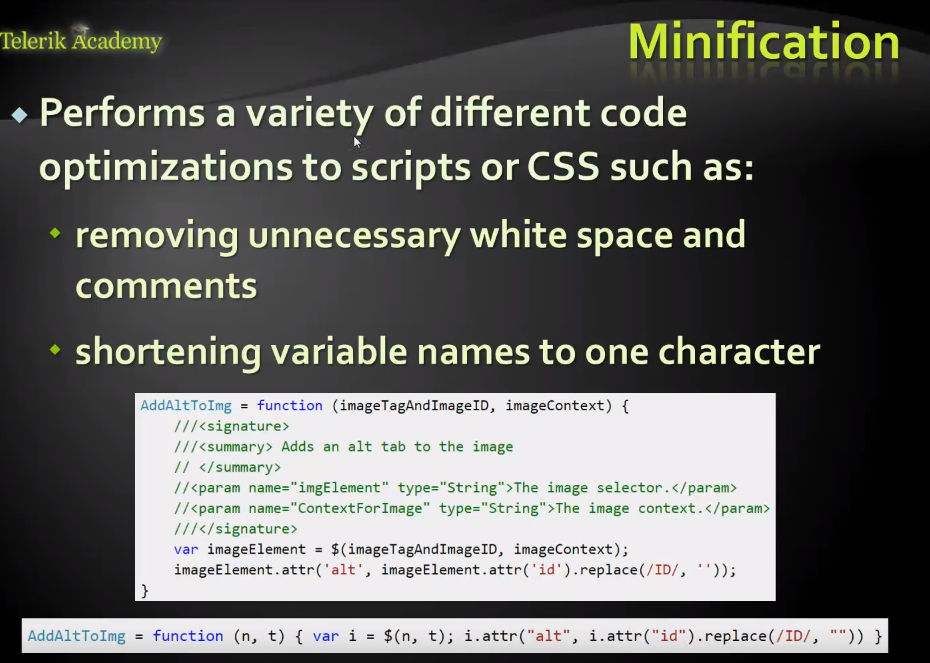 Telerik Academy
Minification
Performs a variety of different code
optimizations to scripts or CSS such as:
removing unnecessary white space and
comments
shortening variable names to one character
AddAltToImg = function (imageTagAndImageID, imageContext) {
///<signature>
///<summary> Adds an alt tab to the image
// </summary>
//<param name="imgElement" type="String">The image selector.</param>
//<param name="ContextForImage" type="String">The image context.</param>
///</signature>
var imageElement = $(imageTagAndImageID, imageContext);
imageElement.attr('alt', imageElement.attr('id').replace(/ID/, ''));
}
AddAltToImg = function (n, t) { var i = $(n, t); i.attr("alt", i.attr("id").replace(/ID/, "")) }